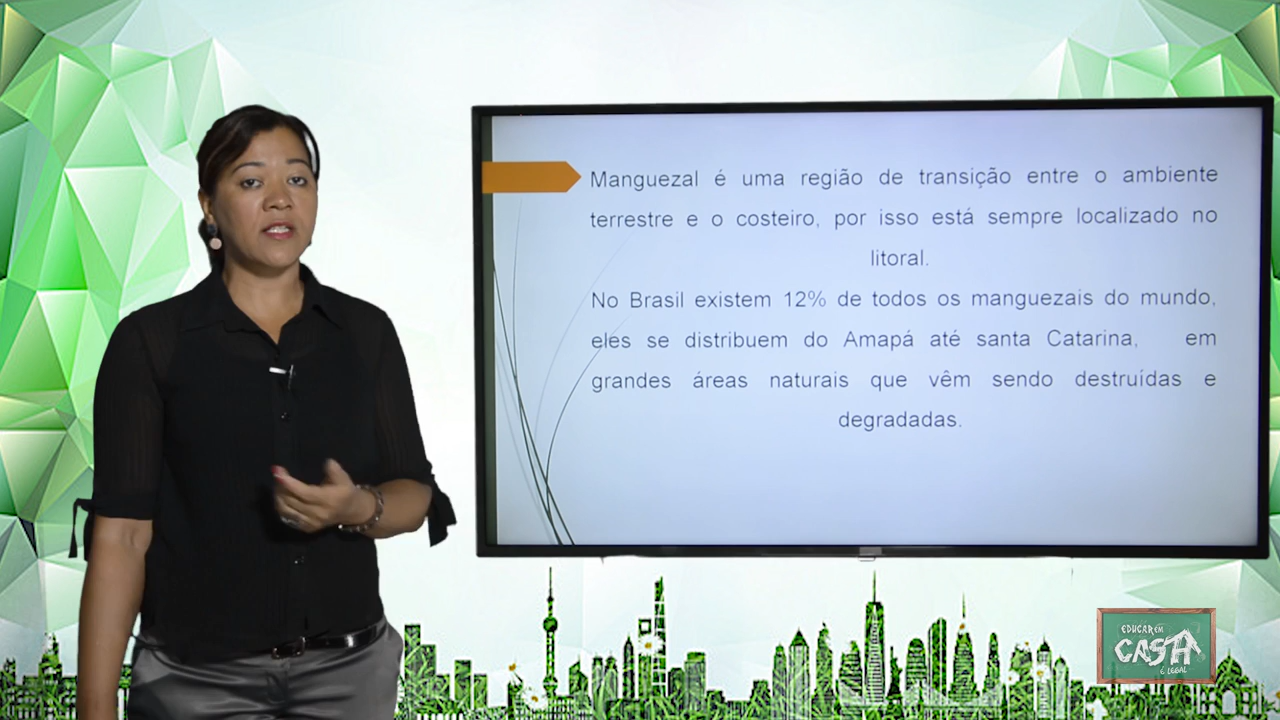 Manguezal é uma região de transição entre o ambiente
terrestre e o costeiro, por isso está sempre localizado no
litoral.
No Brasil existem 12% de todos os manguezais do mundo,
eles se distribuem do Amapá até santa Catarina, em
grandes áreas naturais que vêm sendo destruídas e
degradadas.
EDUCAR EM
CASA
É LEGAL